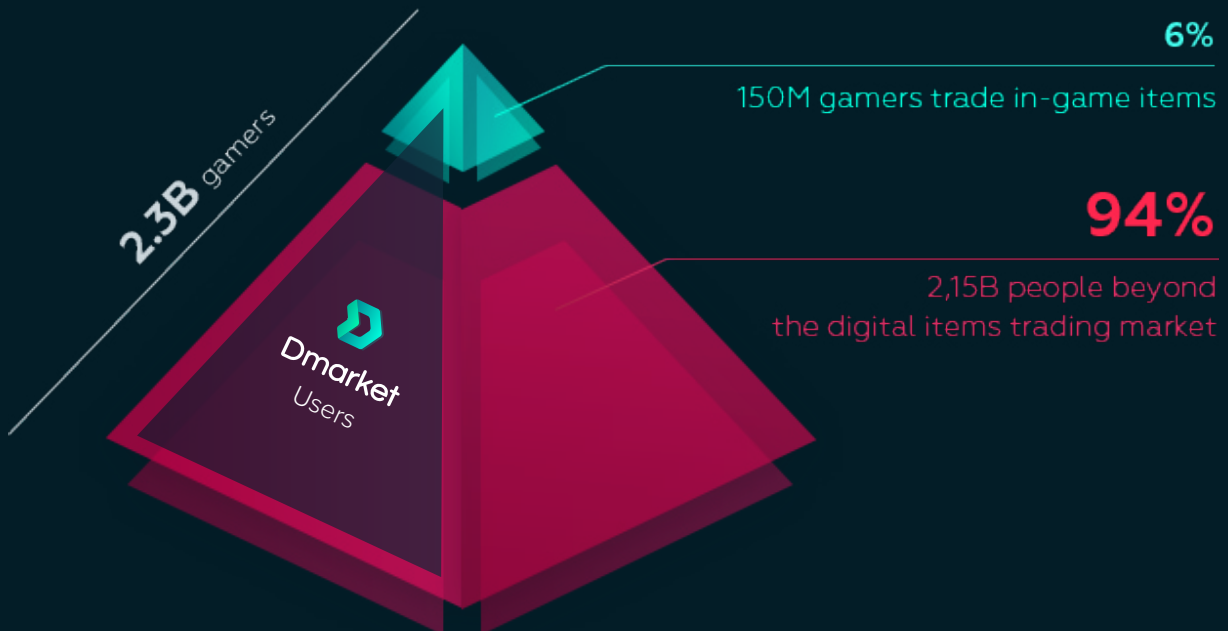 6%
150M gamers trade in-game items
2.3B gamers
94%
2,15B people beyond
the digital items trading market
Dmarket
Users